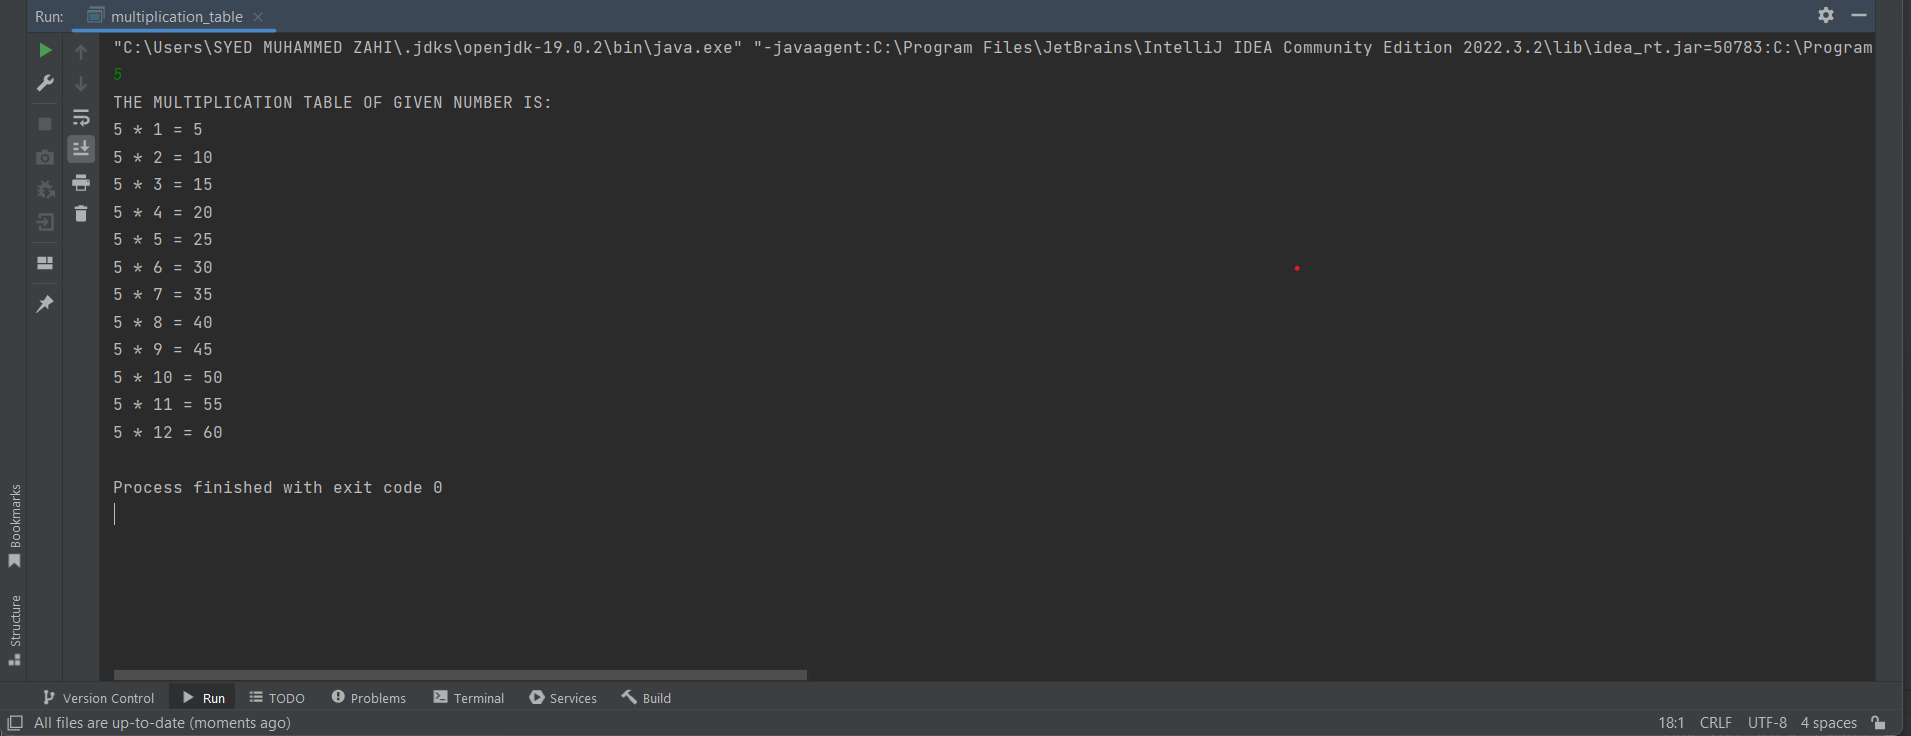 Run: multiplication_table
"C:\Users\SYED MUHAMMED ZAHI\.jdks\openjdk-19.0.2\bin\java.exe" "-javaagent:C:\Program Files\JetBrains\IntelliJ IDEA Community Edition 2022.3.2\lib\idea_rt.jar=50783:C:\Program
5
THE MULTIPLICATION TABLE OF GIVEN NUMBER IS:
5 * 1 = 5
5 * 2 = 10
5 * 3 = 15
5 * 4 = 20
5 * 5 = 25
5 * 6 = 30
5 * 7 = 35
5 * 8 = 40
5 * 9 = 45
5 * 10 = 50
5 * 11 = 55
5 * 12 = 60
Process finished with exit code 0
Bookmarks
Structure
Version Control Run TODO Problems Terminal Services Build
All files are up-to-date (moments ago) 18:1 CRLF UTF-8 4 spaces